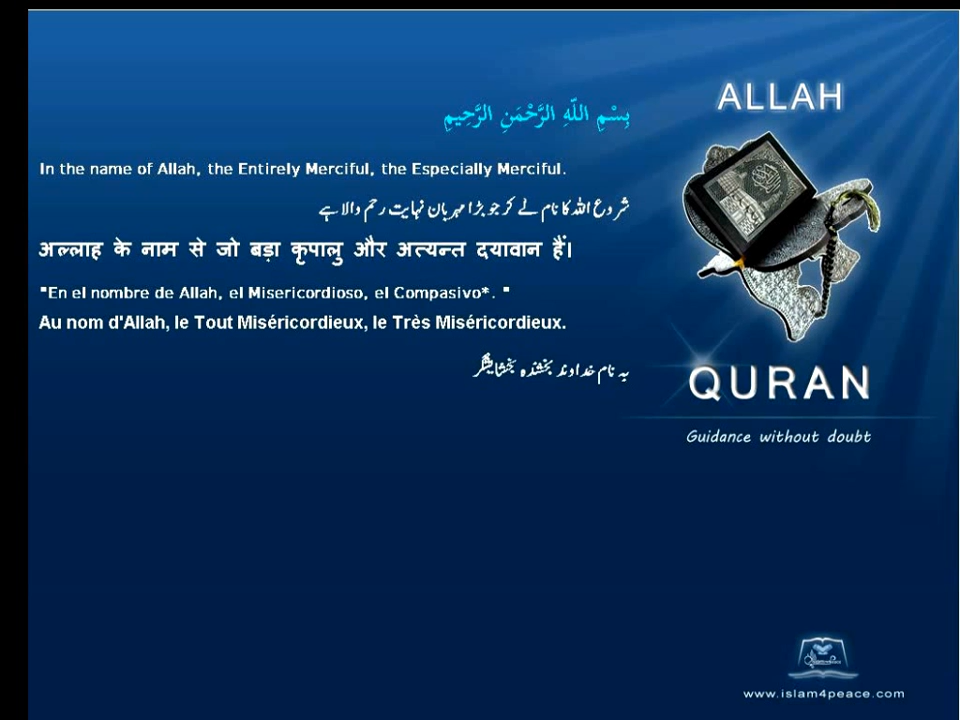 بِسْمِ اللّهِ الرَّحْمَنِ الرَّحِيمِ
In the name of Allah, the Entirely Merciful, the Especially Merciful.
شروع اللہ کا نام لے کر جو بڑا مہربان نہایت رحم والا ہے
अल्लाह के नाम से जो बड़ा कृपालु और अत्यन्त दयावान हैं।
"En el nombre de Allah, el Misericordioso, el Compasivo*. "
Au nom d'Allah, le Tout Miséricordieux, le Très Miséricordieux.
به نام خداوند بخشنده بخشایشگر
ALLAH
QURAN
Guidance without doubt
www.islam4peace.com